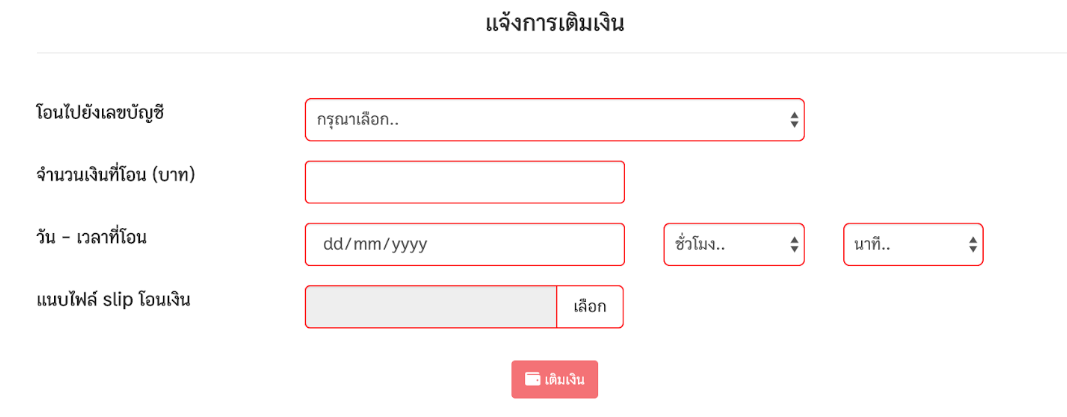 แจ้งการเติมเงิน
โอนไปยังเลขบัญชี
กรุณาเลือก..
จำนวนเงินที่โอน (บาท)
วัน - เวลาที่โอน
dd/mm/yyyy ชั่วโมง.. นาที..
แนบไฟล์ slip โอนเงิน
เลือก
เติมเงิน